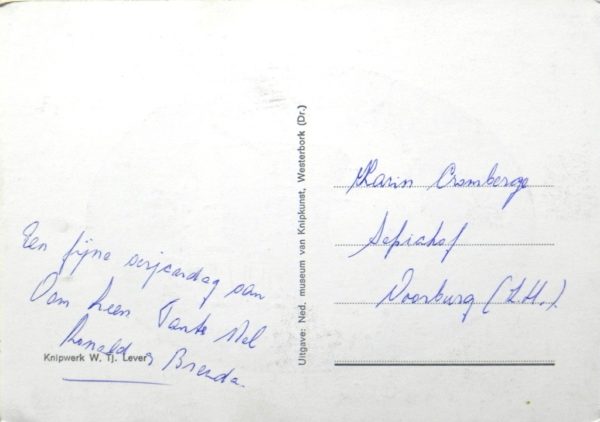 Een fijne verjaardag van
Oom Leen Tante Nel
Ronald & Brenda.
Knipwerk W. Tj. Lever
Uitgave: Ned. museum van Knipkunst, Westerbork (Dr.)
Karin Cromberge
Sepiahof
Voorburg (Z.H.)